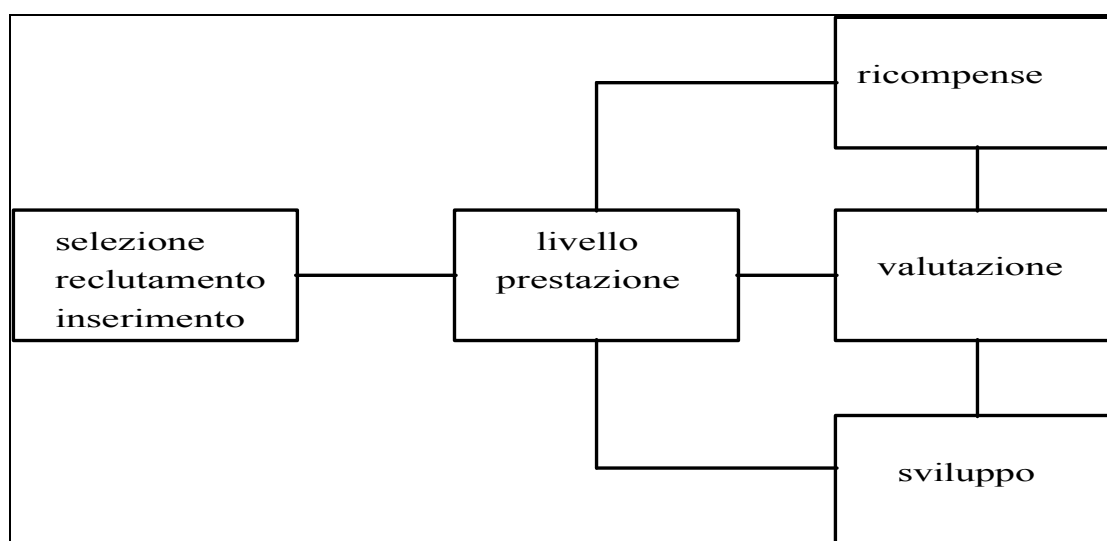 ricompense
selezione
reclutamento
inserimento
livello
prestazione
valutazione
sviluppo